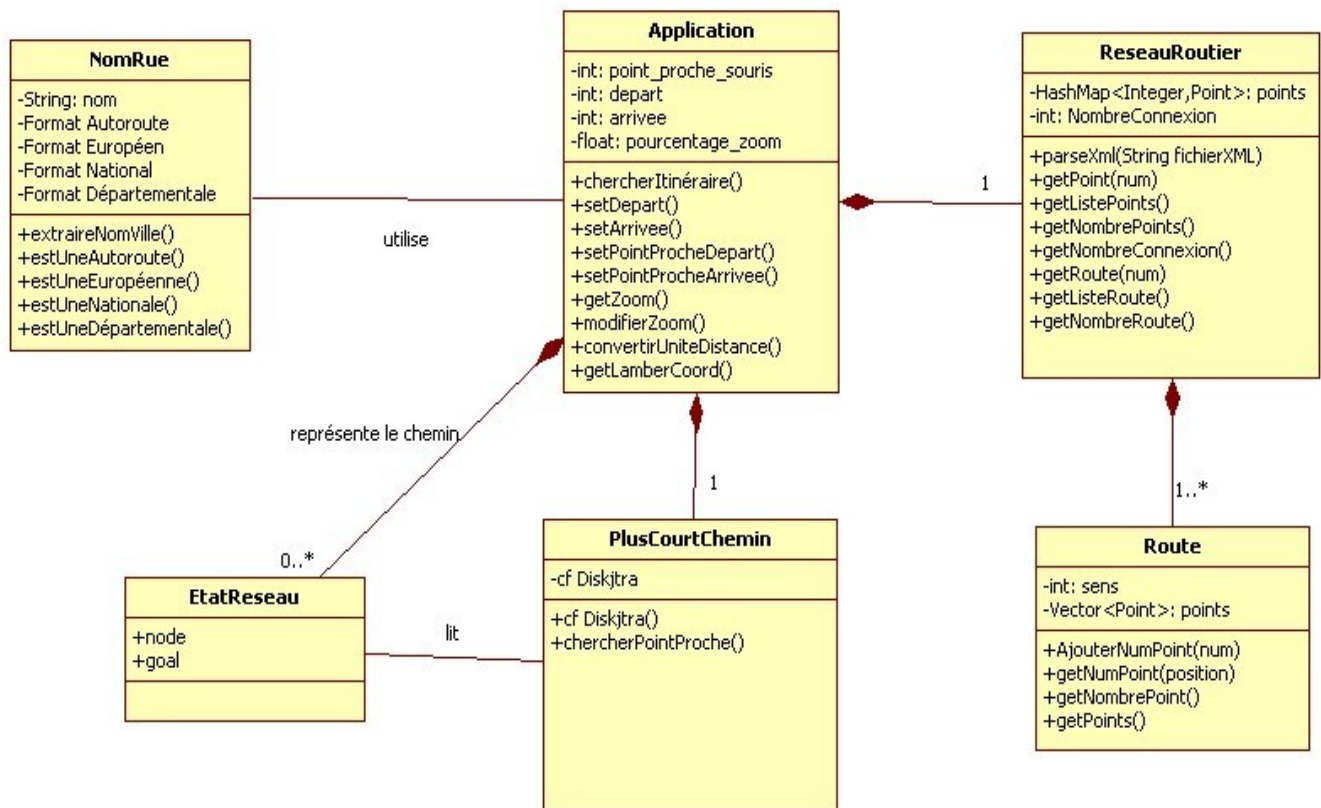 NomRue
-String: nom
-Format Autoroute
-Format Européen
-Format National
-Format Départementale
+extraireNomVille()
+estUneAutoroute()
+estUneEuropéenne()
+estUneNationale()
+estUneDépartementale()
utilise
Application
-int: point_proche_souris
-int: depart
-int: arrivee
-float: pourcentage_zoom
+chercherItinéraire()
+setDepart()
+setArrivee()
+setPointProcheDepart()
+setPointProcheArrivee()
+getZoom()
+modifierZoom()
+convertirUniteDistance()
+getLamberCoord()
1
ReseauRoutier
-HashMap<Integer,Point>: points
-int: NombreConnexion
+parseXml(String fichierXML)
+getPoint(num)
+getListePoints()
+getNombrePoints()
+getNombreConnexion()
+getRoute(num)
+getListeRoute()
+getNombreRoute()
représente le chemin
0..*
1
1..*
EtatReseau
+node
+goal
lit
PlusCourtChemin
-cf Diskjtra
+cf Diskjtra()
+chercherPointProche()
Route
-int: sens
-Vector<Point>: points
+AjouterNumPoint(num)
+getNumPoint(position)
+getNombrePoint()
+getPoints()